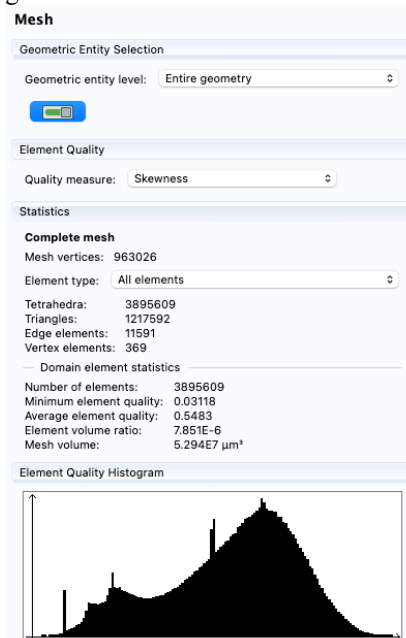 Mesh
Geometric Entity Selection
Geometric entity level: Entire geometry
Element Quality
Quality measure: Skewness
Statistics
Complete mesh
Mesh vertices: 963026
Element type: All elements
Tetrahedra: 3895609
Triangles: 1217592
Edge elements: 11591
Vertex elements: 369
Domain element statistics
Number of elements: 3895609
Minimum element quality: 0.03118
Average element quality: 0.5483
Element volume ratio: 7.851E-6
Mesh volume: 5.294E7 µm³
Element Quality Histogram